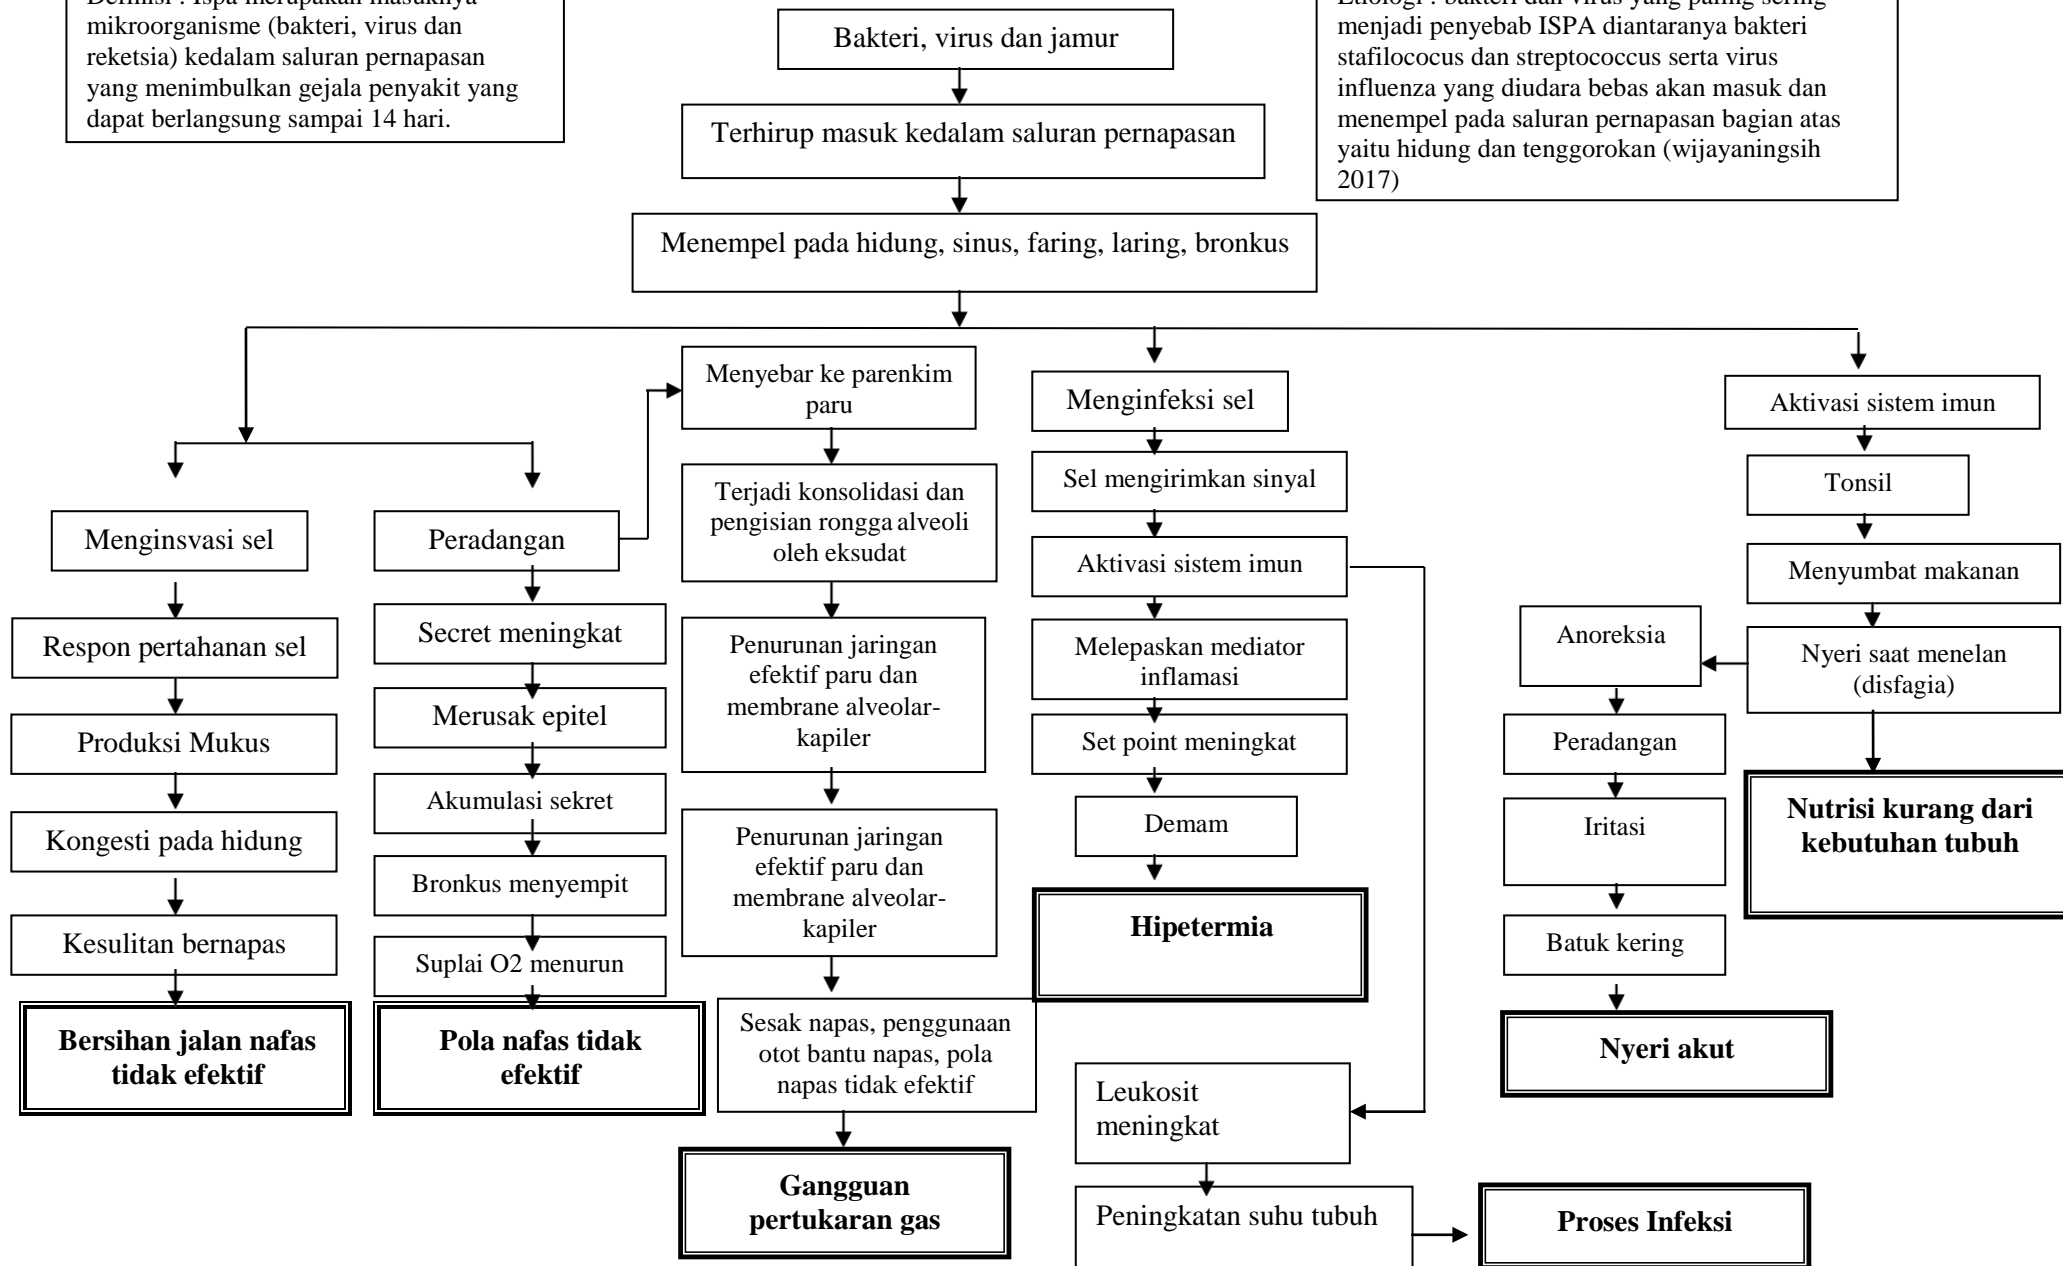 Definisi : Ispa merupakan masuknya
mikroorganisme (bakteri, virus dan
reketsia) kedalam saluran pernapasan
yang menimbulkan gejala penyakit yang
dapat berlangsung sampai 14 hari.
Bakteri, virus dan jamur
Etiologi : bakteri dan virus yang paling sering
menjadi penyebab ISPA diantaranya bakteri
stafilococus dan streptococcus serta virus
influenza yang diudara bebas akan masuk dan
menempel pada saluran pernapasan bagian atas
yaitu hidung dan tenggorokan (wijayaningsih
2017)
Terhirup masuk kedalam saluran pernapasan
Menempel pada hidung, sinus, faring, laring, bronkus
Menginsvasi sel
Respon pertahanan sel
Produksi Mukus
Kongesti pada hidung
Kesulitan bernapas
Bersihan jalan nafas
tidak efektif
Peradangan
Secret meningkat
Merusak epitel
Akumulasi sekret
Bronkus menyempit
Suplai O2 menurun
Pola nafas tidak
efektif
Menyebar ke parenkim
paru
Terjadi konsolidasi dan
pengisian rongga alveoli
oleh eksudat
Penurunan jaringan
efektif paru dan
membrane alveolar-
kapiler
Penurunan jaringan
efektif paru dan
membrane alveolar-
kapiler
Sesak napas, penggunaan
otot bantu napas, pola
napas tidak efektif
Gangguan
pertukaran gas
Menginfeksi sel
Sel mengirimkan sinyal
Aktivasi sistem imun
Melepaskan mediator
inflamasi
Set point meningkat
Demam
Hipetermia
Leukosit
meningkat
Peningkatan suhu tubuh
Proses Infeksi
Aktivasi sistem imun
Tonsil
Menyumbat makanan
Nyeri saat menelan
(disfagia)
Nutrisi kurang dari
kebutuhan tubuh
Anoreksia
Peradangan
Iritasi
Batuk kering
Nyeri akut